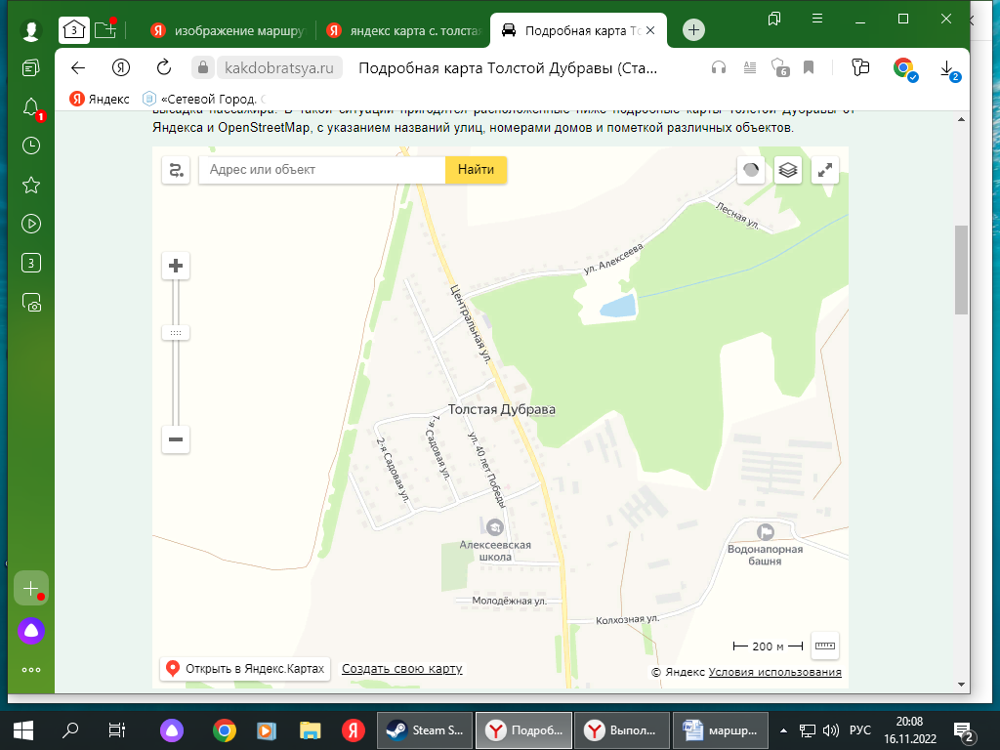 3
изображение маршру
яндекс карта с. толста
Подробная карта То
kakdobratsya.ru
Подробная карта Толстой Дубравы (Ста...
6
2
Яндекс
«Сетевой Город. О
1
3
высадка пассажира. В такой ситуации пригодятся расположенные ниже подробные карты Толстой Дубравы от
Яндекса и OpenStreetMap, с указанием названий улиц, номерами домов и пометкой различных объектов.
Адрес или объект
Найти
Лесная ул.
ул. Алексеева
Центральная ул.
Толстая Дубрава
1-я Садовая ул.
2-я Садовая ул.
ул. 40 лет Победы
Алексеевская
школа
Водонапорная
башня
Молодёжная ул.
Колхозная ул.
200 м
Открыть в Яндекс.Картах
Создать свою карту
© Яндекс Условия использования
Steam S...
Подроб...
Выпол...
маршр...
РУС
20:08
16.11.2022
2